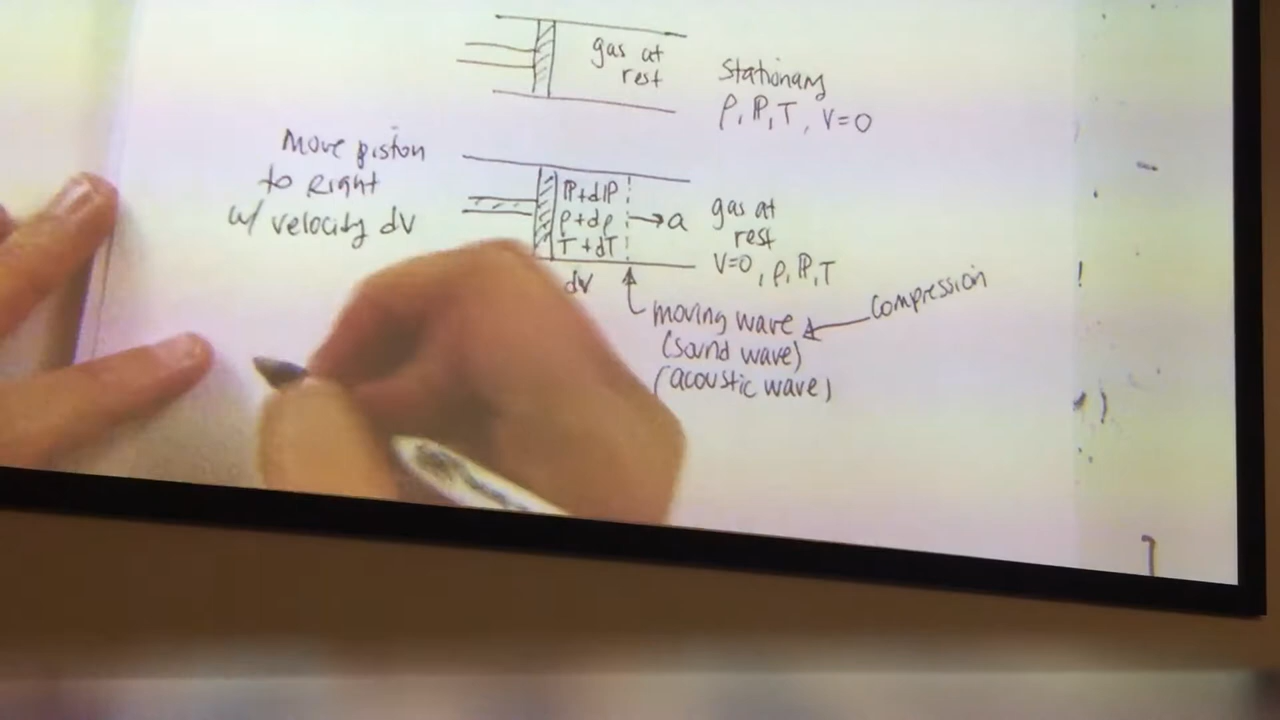 gas at
rest
Stationary
ρ, P, T, V=0
Move piston
to Right
w/ velocity dV
P+dP
ρ+dρ
T+dT
dV
a
gas at
rest
V=0, ρ, P, T
moving wave
(sound wave)
(acoustic wave)
Compression